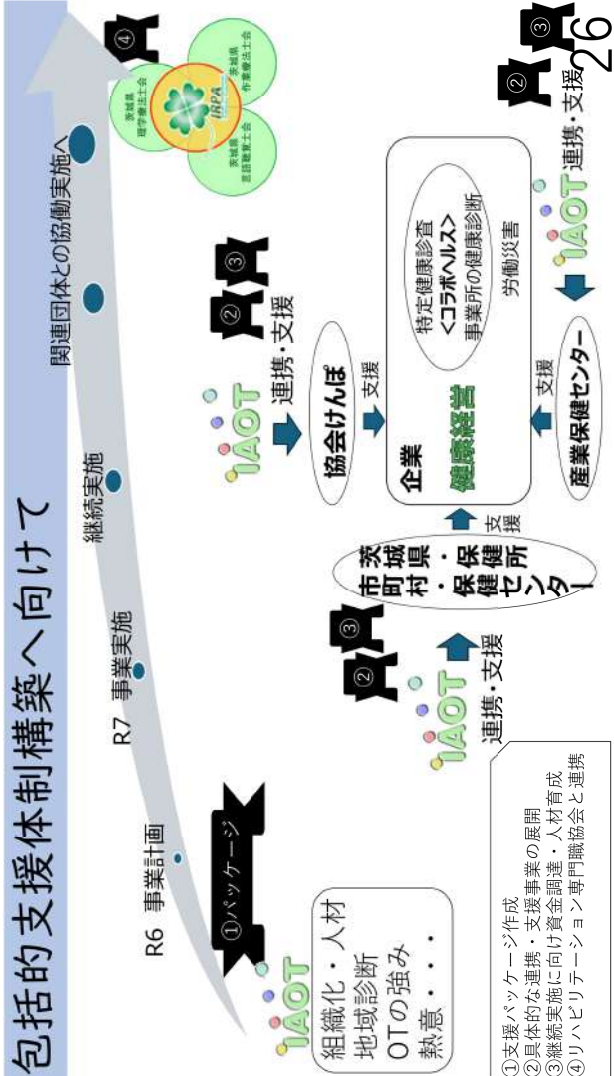 包括的支援体制構築へ向けて
R6 事業計画
R7 事業実施
継続実施
関連団体との協働実施へ
④
茨城県
理学療法士会
茨城県
言語聴覚士会
茨城県
作業療法士会
IRPA
①パッケージ
IAOT
組織化・人材
地域診断
OTの強み
熱意・・・・
②
③
IAOT
連携・支援
茨城県・保健所
市町村・保健センター
支援
②
③
IAOT
連携・支援
協会けんぽ
支援
企業
健康経営
特定健康診査
<コラボヘルス>
事業所の健康診断
労働災害
支援
産業保健センター
②
③
IAOT
連携・支援
①支援パッケージ作成
②具体的な連携・支援事業の展開
③継続実施に向け資金調達・人材育成
④リハビリテーション専門職協会と連携
26